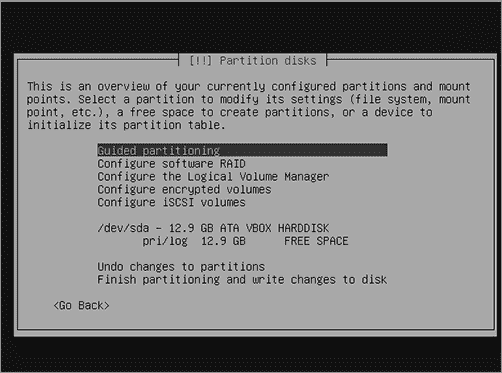 [!!] Partition disks
This is an overview of your currently configured partitions and mount
points. Select a partition to modify its settings (file system, mount
point, etc.), a free space to create partitions, or a device to
initialize its partition table.
Guided partitioning
Configure software RAID
Configure the Logical Volume Manager
Configure encrypted volumes
Configure iSCSI volumes
/dev/sda - 12.9 GB ATA VBOX HARDDISK
pri/log 12.9 GB FREE SPACE
Undo changes to partitions
Finish partitioning and write changes to disk
<Go Back>